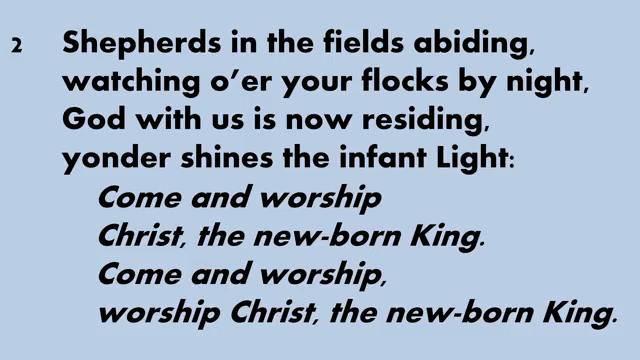 2 Shepherds in the fields abiding,
watching o’er your flocks by night,
God with us is now residing,
yonder shines the infant Light:
Come and worship
Christ, the new-born King.
Come and worship,
worship Christ, the new-born King.